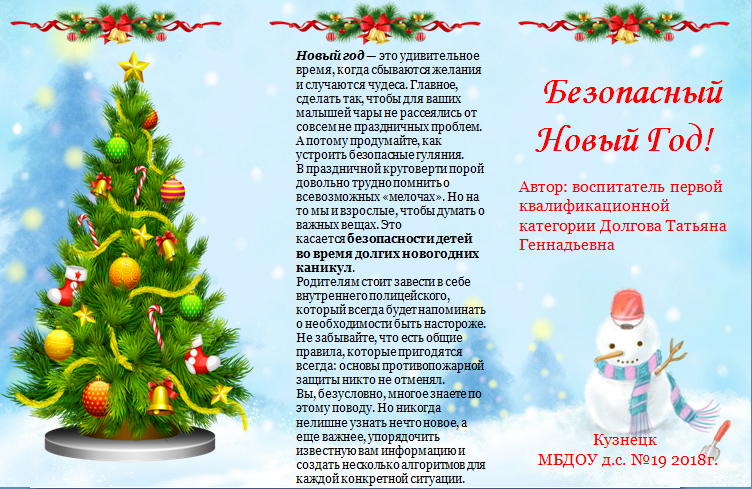 Новый год — это удивительное
время, когда сбываются желания
и случаются чудеса. Главное,
сделать так, чтобы для ваших
малышей чары не рассеялись от
совсем не праздничных проблем.
А потому продумайте, как
устроить безопасные гуляния.
В праздничной круговерти порой
довольно трудно помнить о
всевозможных «мелочах». Но на
то мы и взрослые, чтобы думать о
важных вещах. Это
касается безопасности детей
во время долгих новогодних
каникул.
Родителям стоит завести в себе
внутреннего полицейского,
который всегда будет напоминать
о необходимости быть настороже.
Не забывайте, что есть общие
правила, которые пригодятся
всегда: основы противопожарной
защиты никто не отменял.
Вы, безусловно, многое знаете по
этому поводу. Но никогда
нелишне узнать нечто новое, а
еще важнее, упорядочить
известную вам информацию и
создать несколько алгоритмов для
каждой конкретной ситуации.
Безопасный
Новый Год!
Автор: воспитатель первой
квалификационной
категории Долгова Татьяна
Геннадьевна
Кузнецк
МБДОУ д.с. №19 2018г.